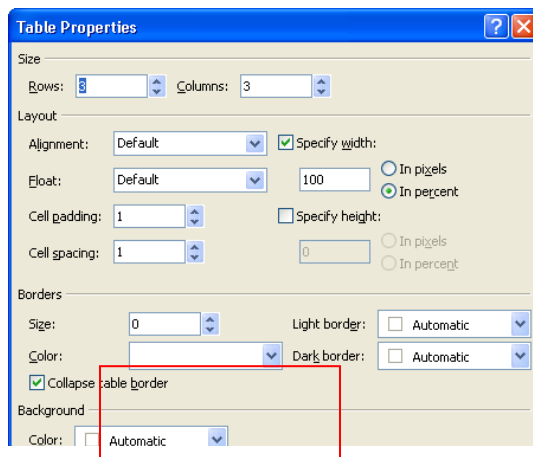 Table Properties
Size
Rows: 3 Columns: 3
Layout
Alignment: Default Specify width:
Float: Default 100 In pixels
In percent
Cell padding: 1 Specify height:
Cell spacing: 1 0 In pixels
In percent
Borders
Size: 0 Light border: Automatic
Color: Dark border: Automatic
Collapse table border
Background
Color: Automatic